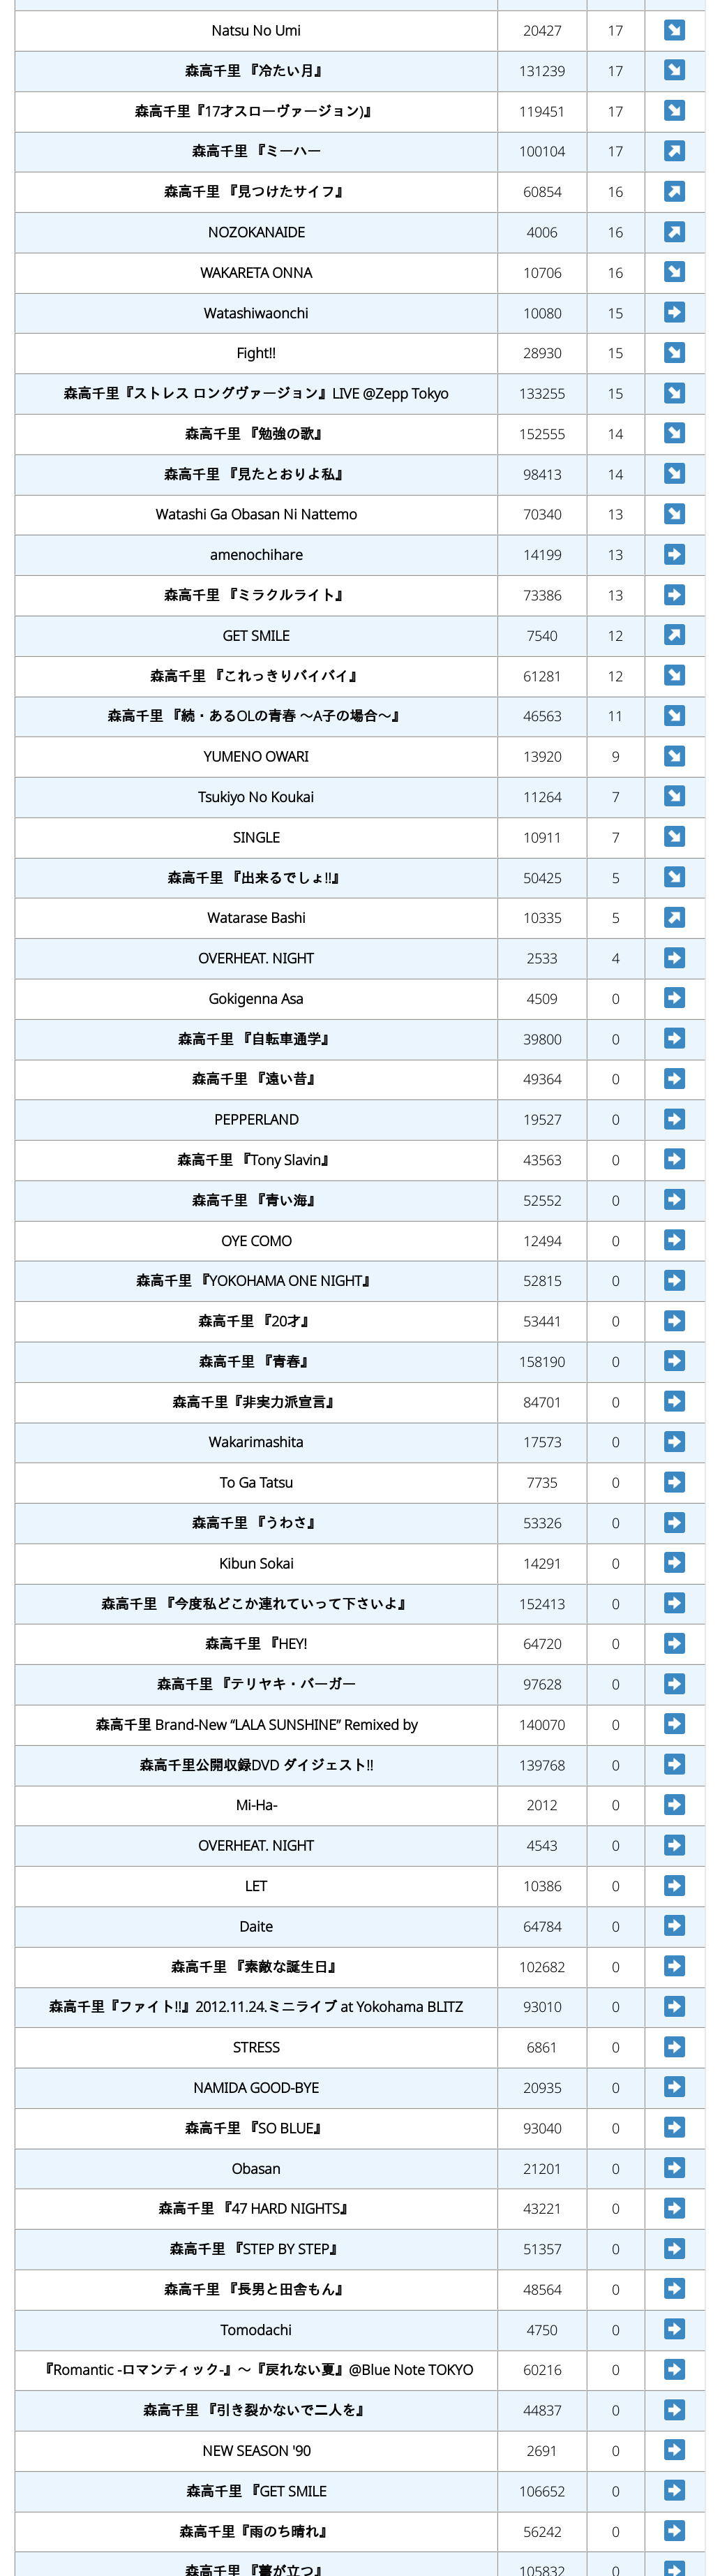 Natsu No Umi 20427 17
森高千里 『冷たい月』 131239 17
森高千里『17才スローヴァージョン)』 119451 17
森高千里 『ミーハー 100104 17
森高千里 『見つけたサイフ』 60854 16
NOZOKANAIDE 4006 16
WAKARETA ONNA 10706 16
Watashiwaonchi 10080 15
Fight!! 28930 15
森高千里『ストレス ロングヴァージョン』LIVE @Zepp Tokyo 133255 15
森高千里 『勉強の歌』 152555 14
森高千里 『見たとおりよ私』 98413 14
Watashi Ga Obasan Ni Nattemo 70340 13
amenochihare 14199 13
森高千里 『ミラクルライト』 73386 13
GET SMILE 7540 12
森高千里 『これっきりバイバイ』 61281 12
森高千里 『続・あるOLの青春 〜A子の場合〜』 46563 11
YUMENO OWARI 13920 9
Tsukiyo No Koukai 11264 7
SINGLE 10911 7
森高千里 『出来るでしょ!!』 50425 5
Watarase Bashi 10335 5
OVERHEAT. NIGHT 2533 4
Gokigenna Asa 4509 0
森高千里 『自転車通学』 39800 0
森高千里 『遠い昔』 49364 0
PEPPERLAND 19527 0
森高千里 『Tony Slavin』 43563 0
森高千里 『青い海』 52552 0
OYE COMO 12494 0
森高千里 『YOKOHAMA ONE NIGHT』 52815 0
森高千里 『20才』 53441 0
森高千里 『青春』 158190 0
森高千里『非実力派宣言』 84701 0
Wakarimashita 17573 0
To Ga Tatsu 7735 0
森高千里 『うわさ』 53326 0
Kibun Sokai 14291 0
森高千里 『今度私どこか連れていって下さいよ』 152413 0
森高千里 『HEY! 64720 0
森高千里 『テリヤキ・バーガー 97628 0
森高千里 Brand-New “LALA SUNSHINE” Remixed by 140070 0
森高千里公開収録DVD ダイジェスト!! 139768 0
Mi-Ha- 2012 0
OVERHEAT. NIGHT 4543 0
LET 10386 0
Daite 64784 0
森高千里 『素敵な誕生日』 102682 0
森高千里『ファイト!!』2012.11.24.ミニライブ at Yokohama BLITZ 93010 0
STRESS 6861 0
NAMIDA GOOD-BYE 20935 0
森高千里 『SO BLUE』 93040 0
Obasan 21201 0
森高千里 『47 HARD NIGHTS』 43221 0
森高千里 『STEP BY STEP』 51357 0
森高千里 『長男と田舎もん』 48564 0
Tomodachi 4750 0
『Romantic -ロマンティック-』〜『戻れない夏』@Blue Note TOKYO 60216 0
森高千里 『引き裂かないで二人を』 44837 0
NEW SEASON '90 2691 0
森高千里 『GET SMILE 106652 0
森高千里『雨のち晴れ』 56242 0
森高千里 『薹が立つ』 105832 0